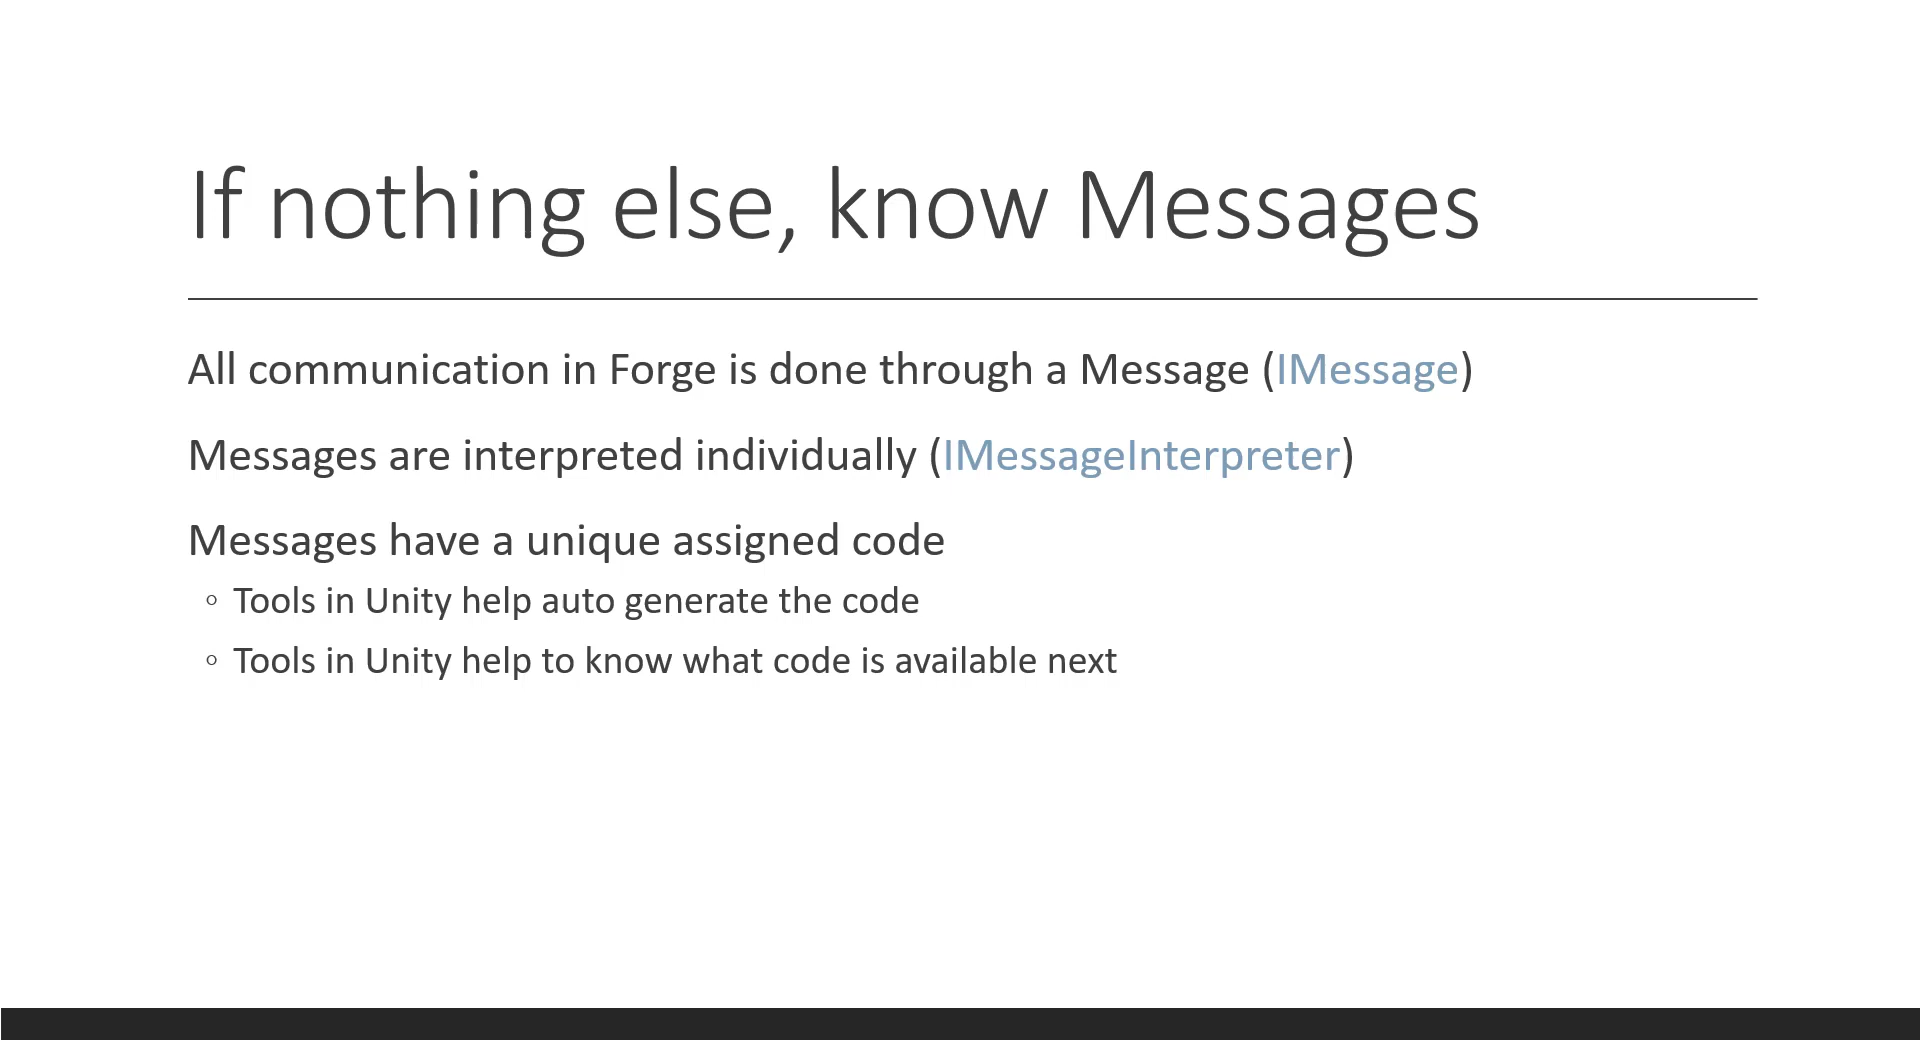 If nothing else, know Messages
All communication in Forge is done through a Message (IMessage)
Messages are interpreted individually (IMessageInterpreter)
Messages have a unique assigned code
◦ Tools in Unity help auto generate the code
◦ Tools in Unity help to know what code is available next